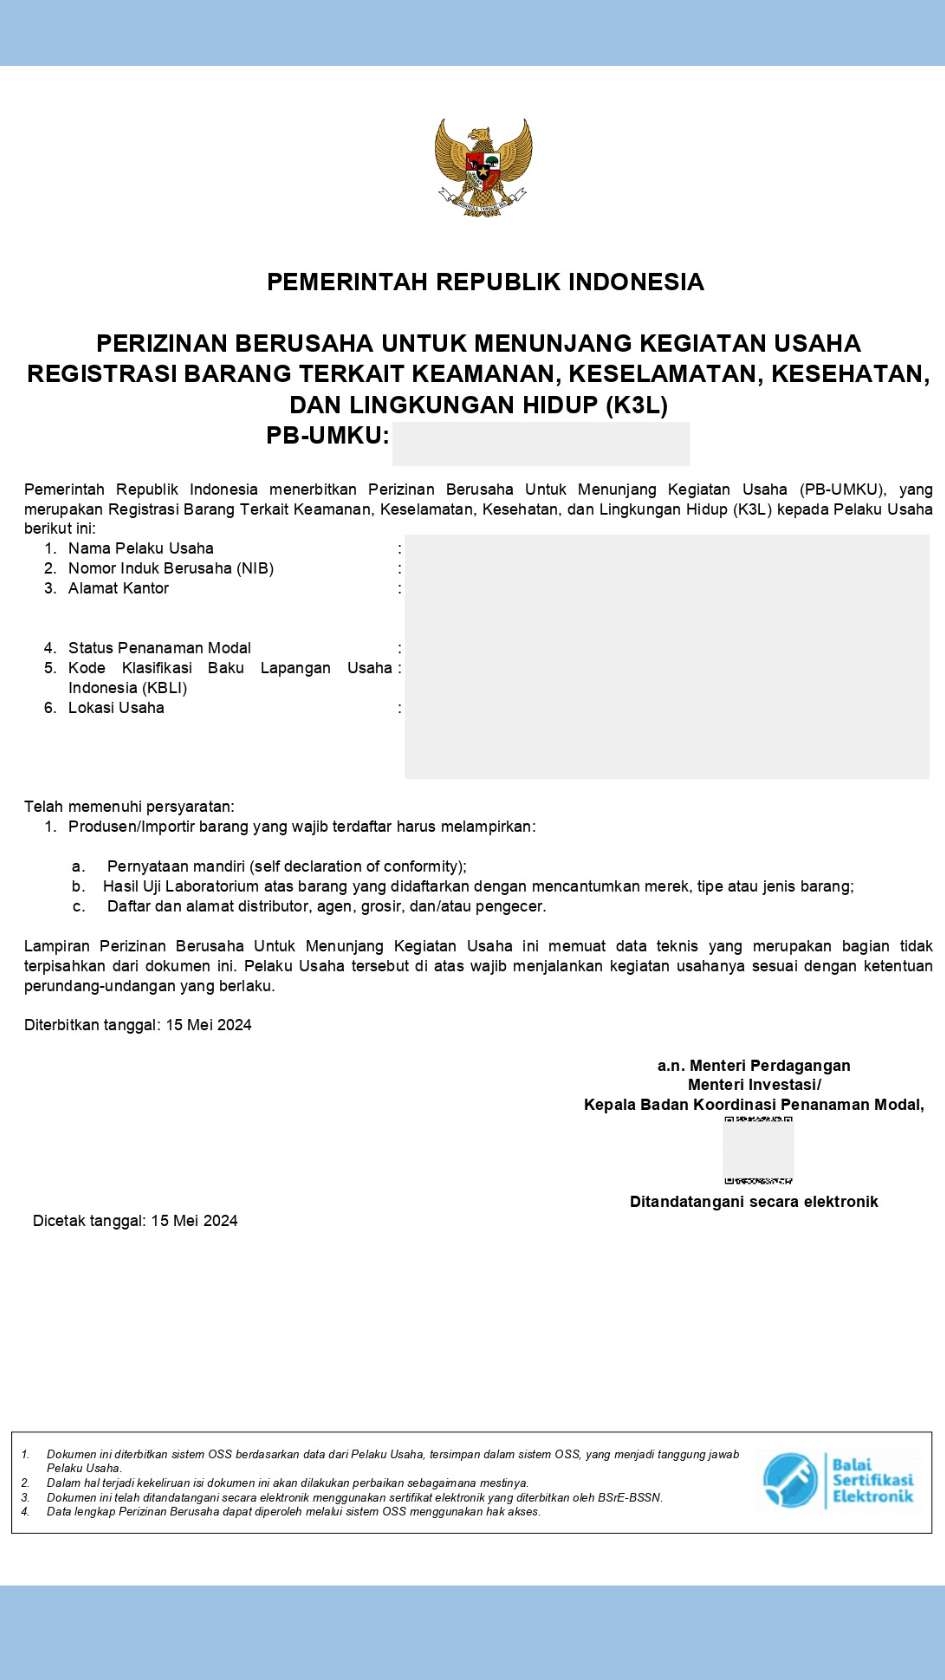 PEMERINTAH REPUBLIK INDONESIA
PERIZINAN BERUSAHA UNTUK MENUNJANG KEGIATAN USAHA
REGISTRASI BARANG TERKAIT KEAMANAN, KESELAMATAN, KESEHATAN,
DAN LINGKUNGAN HIDUP (K3L)
PB-UMKU:
Pemerintah Republik Indonesia menerbitkan Perizinan Berusaha Untuk Menunjang Kegiatan Usaha (PB-UMKU), yang
merupakan Registrasi Barang Terkait Keamanan, Keselamatan, Kesehatan, dan Lingkungan Hidup (K3L) kepada Pelaku Usaha
berikut ini:
1. Nama Pelaku Usaha :
2. Nomor Induk Berusaha (NIB) :
3. Alamat Kantor :
4. Status Penanaman Modal :
5. Kode Klasifikasi Baku Lapangan Usaha :
Indonesia (KBLI)
6. Lokasi Usaha :
Telah memenuhi persyaratan:
1. Produsen/Importir barang yang wajib terdaftar harus melampirkan:
a. Pernyataan mandiri (self declaration of conformity);
b. Hasil Uji Laboratorium atas barang yang didaftarkan dengan mencantumkan merek, tipe atau jenis barang;
c. Daftar dan alamat distributor, agen, grosir, dan/atau pengecer.
Lampiran Perizinan Berusaha Untuk Menunjang Kegiatan Usaha ini memuat data teknis yang merupakan bagian tidak
terpisahkan dari dokumen ini. Pelaku Usaha tersebut di atas wajib menjalankan kegiatan usahanya sesuai dengan ketentuan
perundang-undangan yang berlaku.
Diterbitkan tanggal: 15 Mei 2024
a.n. Menteri Perdagangan
Menteri Investasi/
Kepala Badan Koordinasi Penanaman Modal,
Ditandatangani secara elektronik
Dicetak tanggal: 15 Mei 2024
1. Dokumen ini diterbitkan sistem OSS berdasarkan data dari Pelaku Usaha, tersimpan dalam sistem OSS, yang menjadi tanggung jawab
Pelaku Usaha.
2. Dalam hal terjadi kekeliruan isi dokumen ini akan dilakukan perbaikan sebagaimana mestinya.
3. Dokumen ini telah ditandatangani secara elektronik menggunakan sertifikat elektronik yang diterbitkan oleh BSrE-BSSN.
4. Data lengkap Perizinan Berusaha dapat diperoleh melalui sistem OSS menggunakan hak akses.
Balai
Sertifikasi
Elektronik